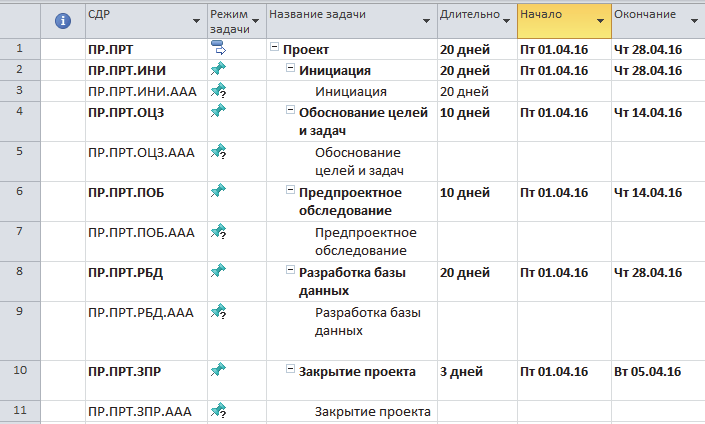 СДР Режим задачи Название задачи Длительно Начало Окончание
1 ПР.ПРТ Проект 20 дней Пт 01.04.16 Чт 28.04.16
2 ПР.ПРТ.ИНИ Инициация 20 дней Пт 01.04.16 Чт 28.04.16
3 ПР.ПРТ.ИНИ.ААА Инициация 20 дней
4 ПР.ПРТ.ОЦЗ Обоснование целей 10 дней Пт 01.04.16 Чт 14.04.16
и задач
5 ПР.ПРТ.ОЦЗ.ААА Обоснование
целей и задач
6 ПР.ПРТ.ПОБ Предпроектное 10 дней Пт 01.04.16 Чт 14.04.16
обследование
7 ПР.ПРТ.ПОБ.ААА Предпроектное
обследование
8 ПР.ПРТ.РБД Разработка базы 20 дней Пт 01.04.16 Чт 28.04.16
данных
9 ПР.ПРТ.РБД.ААА Разработка базы
данных
10 ПР.ПРТ.ЗПР Закрытие проекта 3 дней Пт 01.04.16 Вт 05.04.16
11 ПР.ПРТ.ЗПР.ААА Закрытие проекта